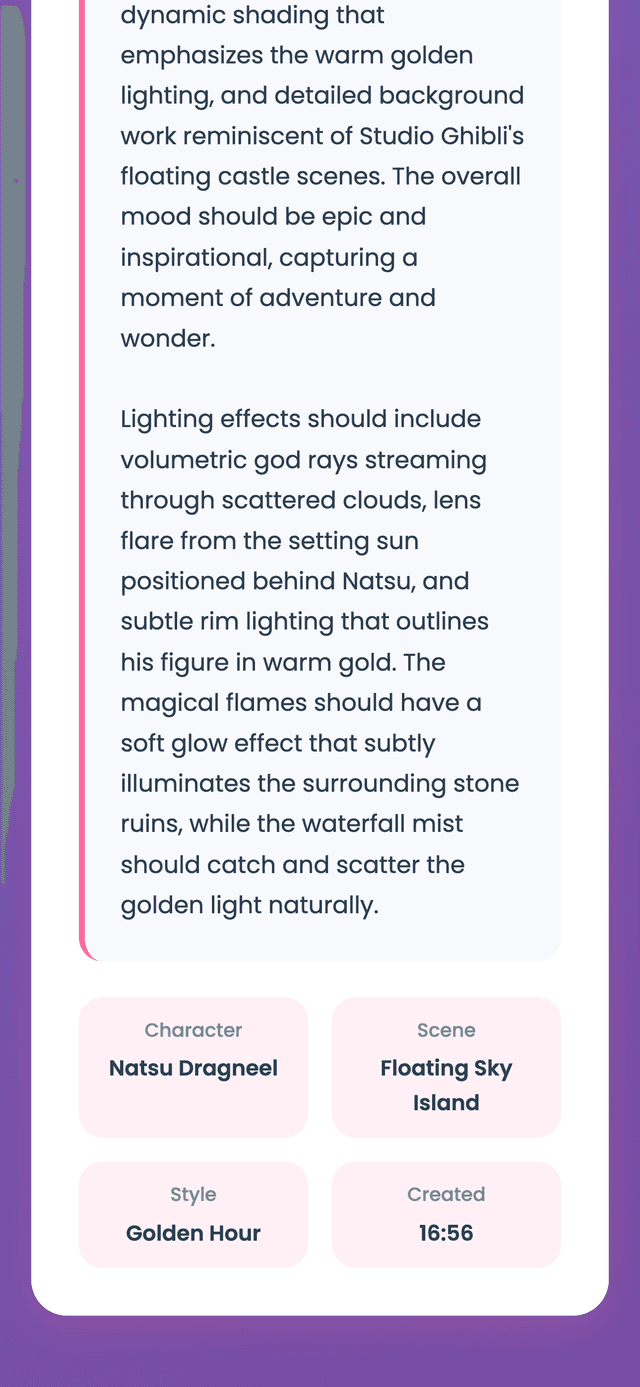 dynamic shading that
emphasizes the warm golden
lighting, and detailed background
work reminiscent of Studio Ghibli's
floating castle scenes. The overall
mood should be epic and
inspirational, capturing a
moment of adventure and
wonder.
Lighting effects should include
volumetric god rays streaming
through scattered clouds, lens
flare from the setting sun
positioned behind Natsu, and
subtle rim lighting that outlines
his figure in warm gold. The
magical flames should have a
soft glow effect that subtly
illuminates the surrounding stone
ruins, while the waterfall mist
should catch and scatter the
golden light naturally.
Character
Natsu Dragneel
Scene
Floating Sky
Island
Style
Golden Hour
Created
16:56